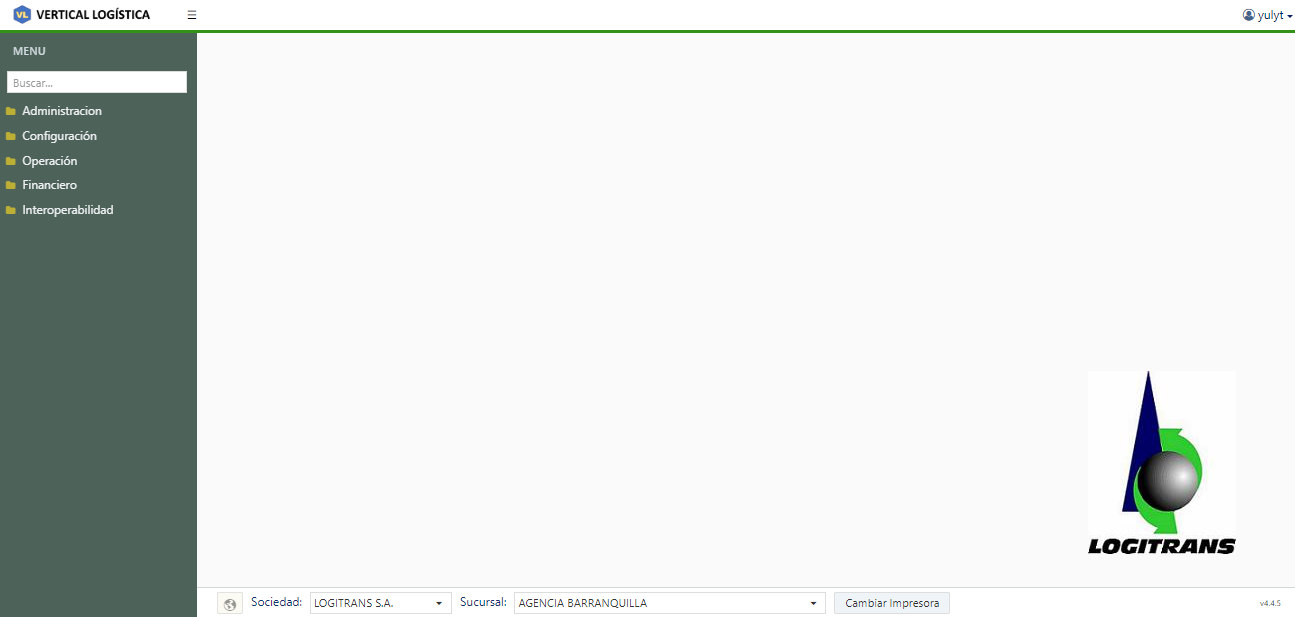 VL VERTICAL LOGÍSTICA ☰ yulyt
MENU
Buscar...
Administracion
Configuración
Operación
Financiero
Interoperabilidad
LOGITRANS
Sociedad: LOGITRANS S.A. Sucursal: AGENCIA BARRANQUILLA Cambiar Impresora v4.4.5